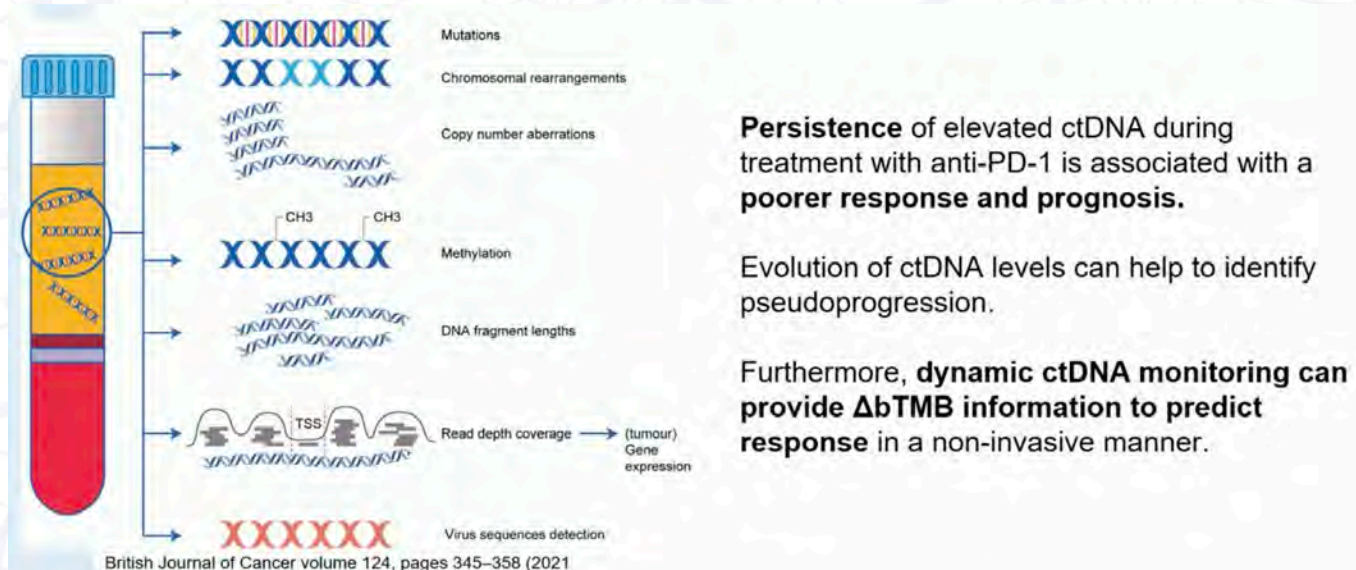 Mutations
Chromosomal rearrangements
Copy number aberrations
CH3
CH3
Methylation
DNA fragment lengths
TSS
Read depth coverage
(tumour)
Gene
expression
Virus sequences detection
British Journal of Cancer volume 124, pages 345–358 (2021
Persistence of elevated ctDNA during
treatment with anti-PD-1 is associated with a
poorer response and prognosis.
Evolution of ctDNA levels can help to identify
pseudoprogression.
Furthermore, dynamic ctDNA monitoring can
provide ΔbTMB information to predict
response in a non-invasive manner.